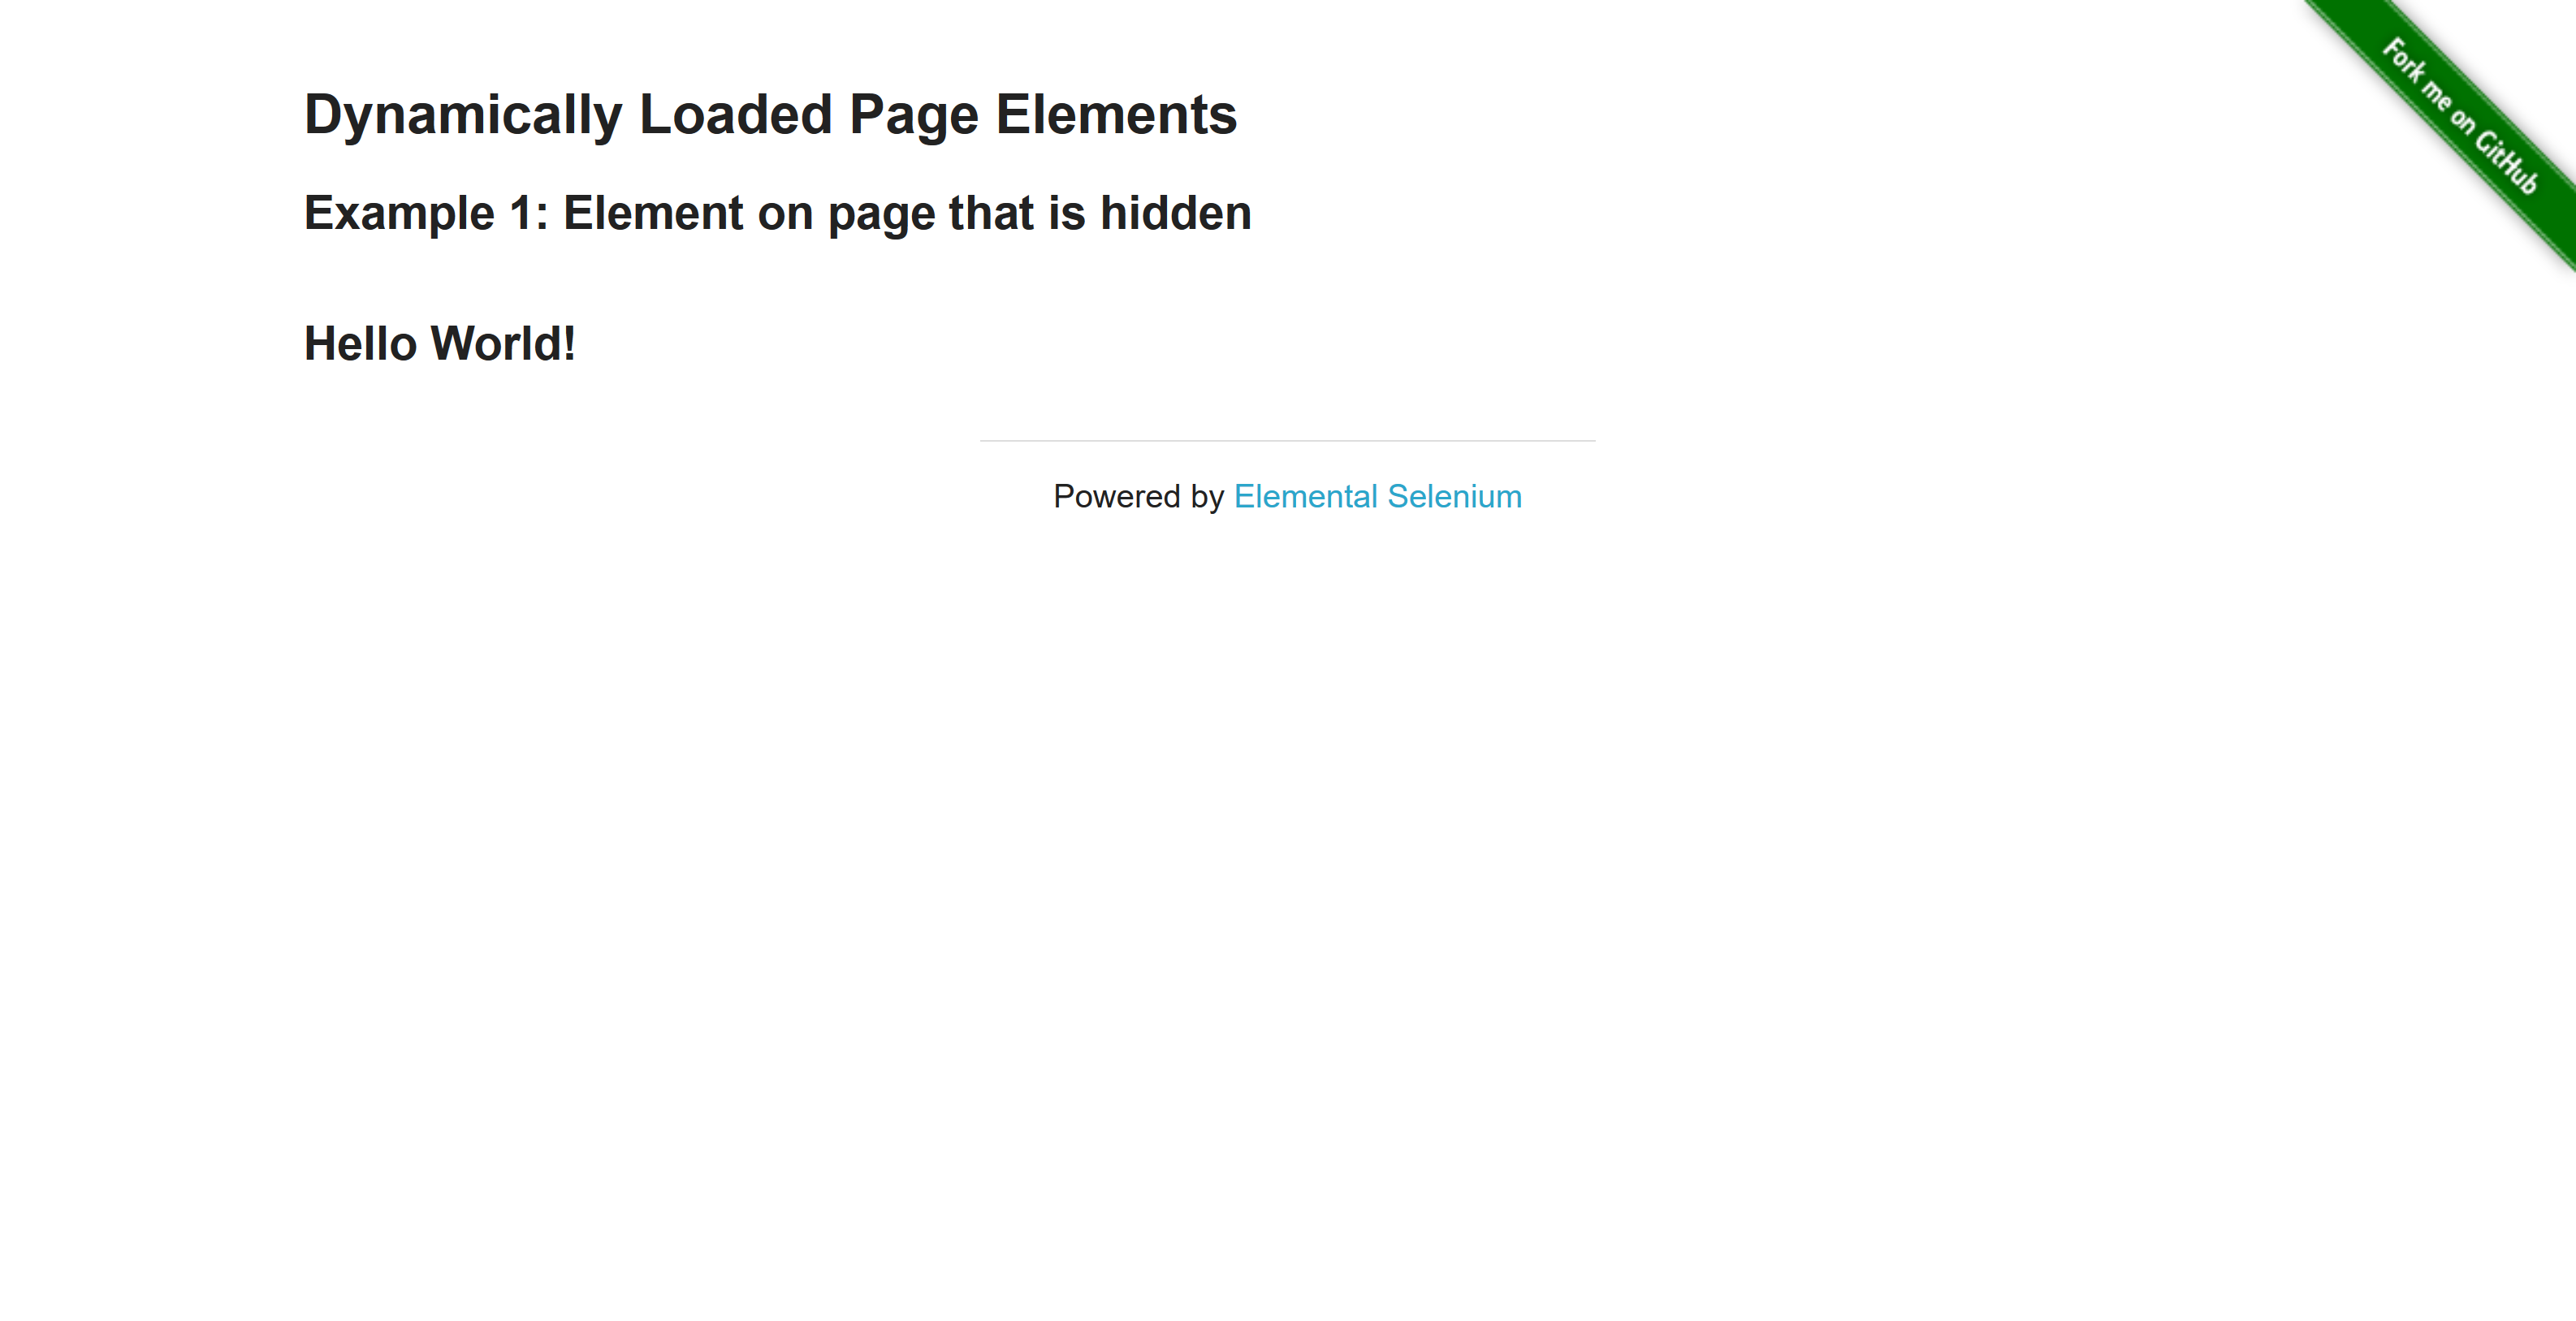 Dynamically Loaded Page Elements
Example 1: Element on page that is hidden
Hello World!
Powered by Elemental Selenium
Fork me on GitHub